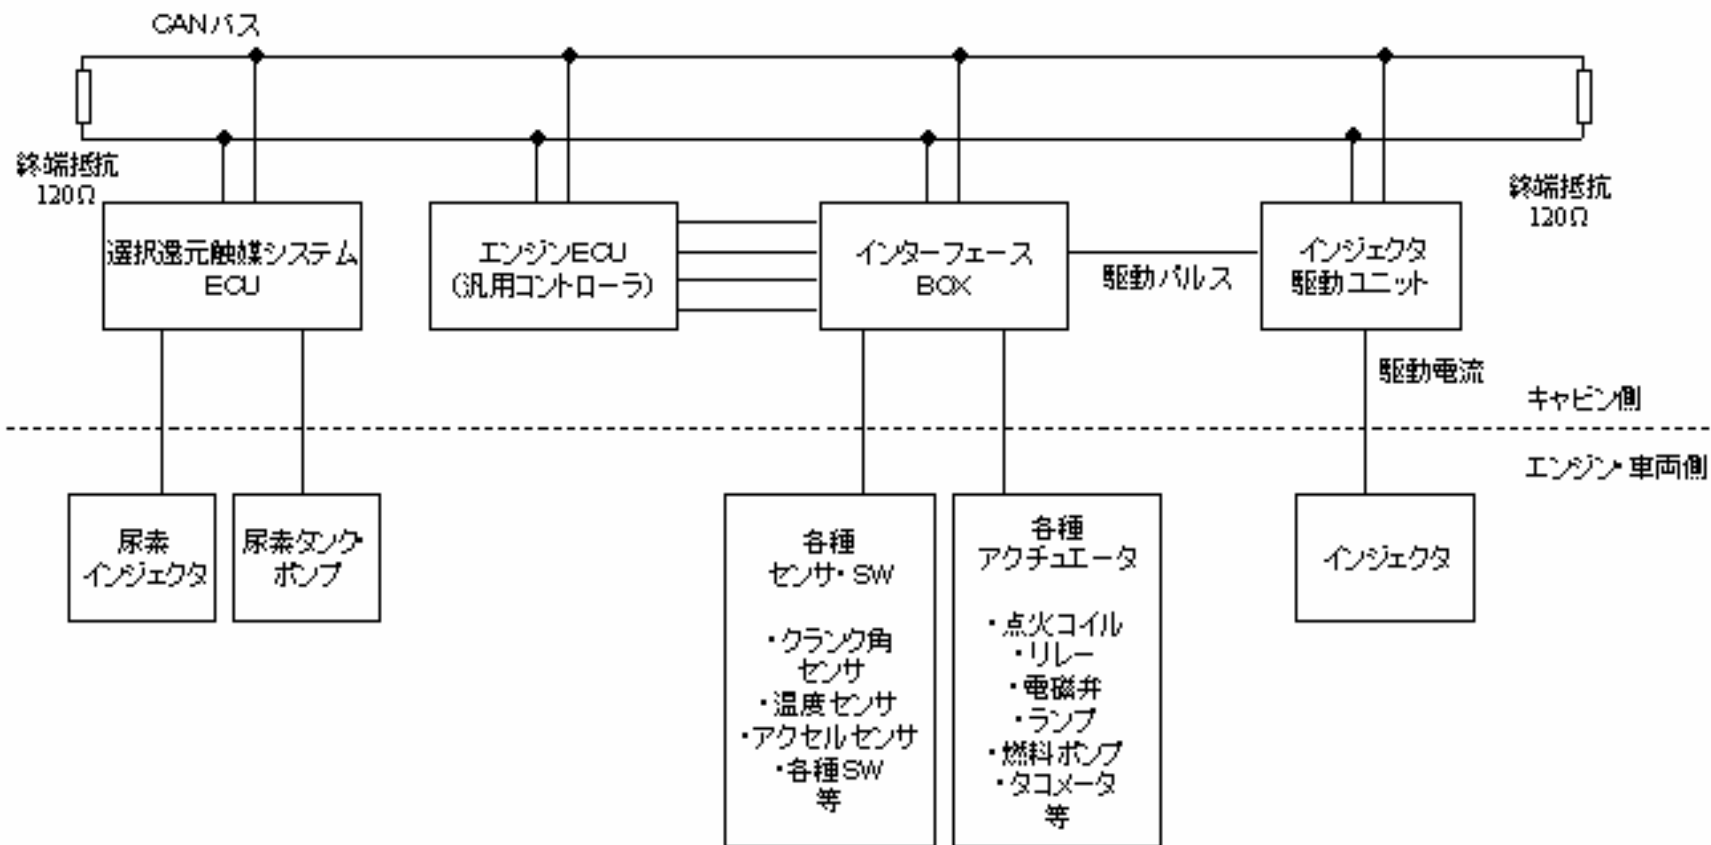 CANバス
終端抵抗
120Ω
終端抵抗
120Ω
選択還元触媒システム
ECU
エンジンECU
(汎用コントローラ)
インターフェース
BOX
駆動パルス
インジェクタ
駆動ユニット
駆動電流
キャビン側
エンジン・車両側
尿素
インジェクタ
尿素タンク・
ポンプ
各種
センサ・SW
・クランク角
センサ
・温度センサ
・アクセルセンサ
・各種SW
等
各種
アクチュエータ
・点火コイル
・リレー
・電磁弁
・ランプ
・燃料ポンプ
・タコメータ
等
インジェクタ